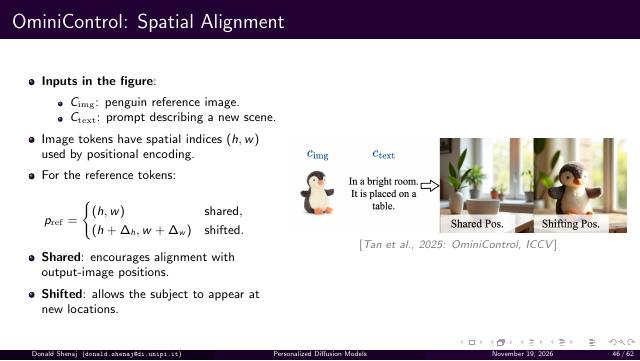 OminiControl: Spatial Alignment
Inputs in the figure:
C_img: penguin reference image.
C_text: prompt describing a new scene.
Image tokens have spatial indices (h, w)
used by positional encoding.
For the reference tokens:
p_ref = { (h, w) shared,
(h + Δ_h, w + Δ_w) shifted.
Shared: encourages alignment with
output-image positions.
Shifted: allows the subject to appear at
new locations.
c_img c_text
In a bright room.
It is placed on a
table.
Shared Pos. Shifting Pos.
[Tan et al., 2025: OminiControl, ICCV]
Donald Shenaj (donald.shenaj@di.unipi.it) Personalized Diffusion Models November 19, 2026 46 / 62